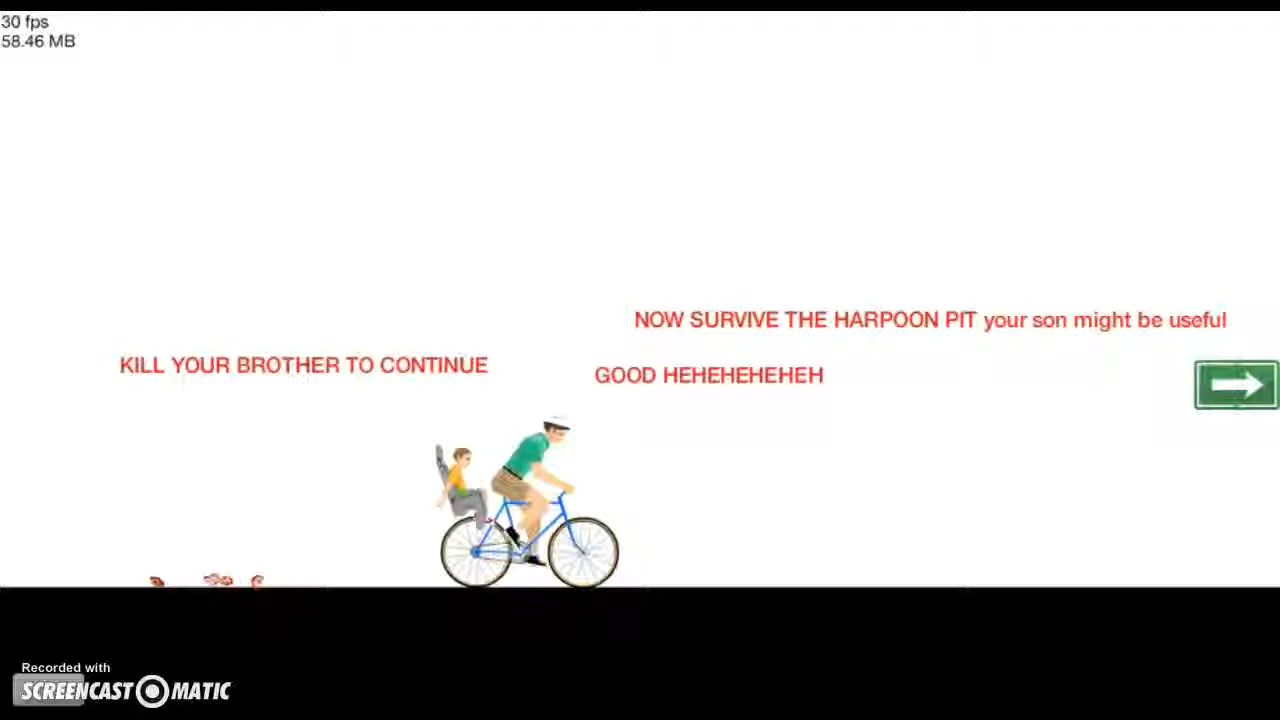 30 fps
58.46 MB
NOW SURVIVE THE HARPOON PIT your son might be useful
KILL YOUR BROTHER TO CONTINUE
GOOD HEHEHEHEHEH
Recorded with
SCREENCAST-O-MATIC